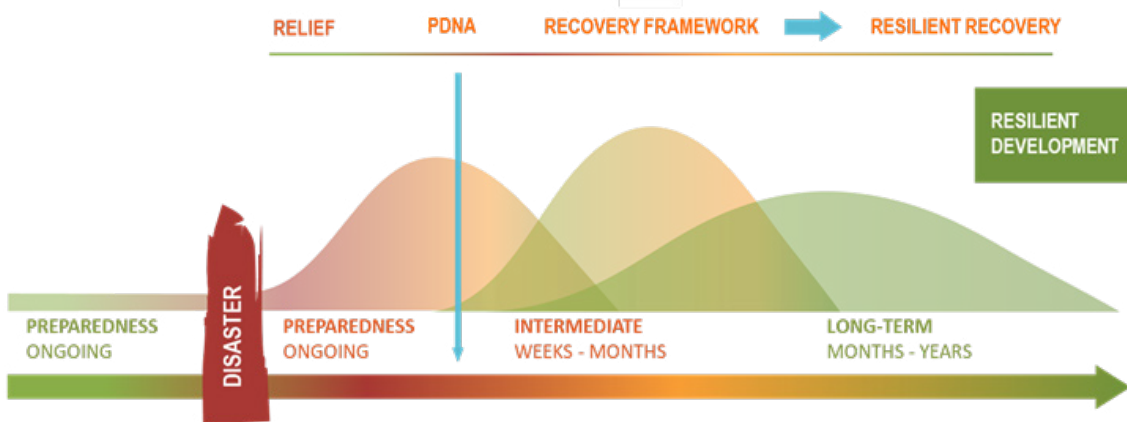 RELIEF PDNA RECOVERY FRAMEWORK RESILIENT RECOVERY
RESILIENT
DEVELOPMENT
DISASTER
PREPAREDNESS
ONGOING
PREPAREDNESS
ONGOING
INTERMEDIATE
WEEKS - MONTHS
LONG-TERM
MONTHS - YEARS